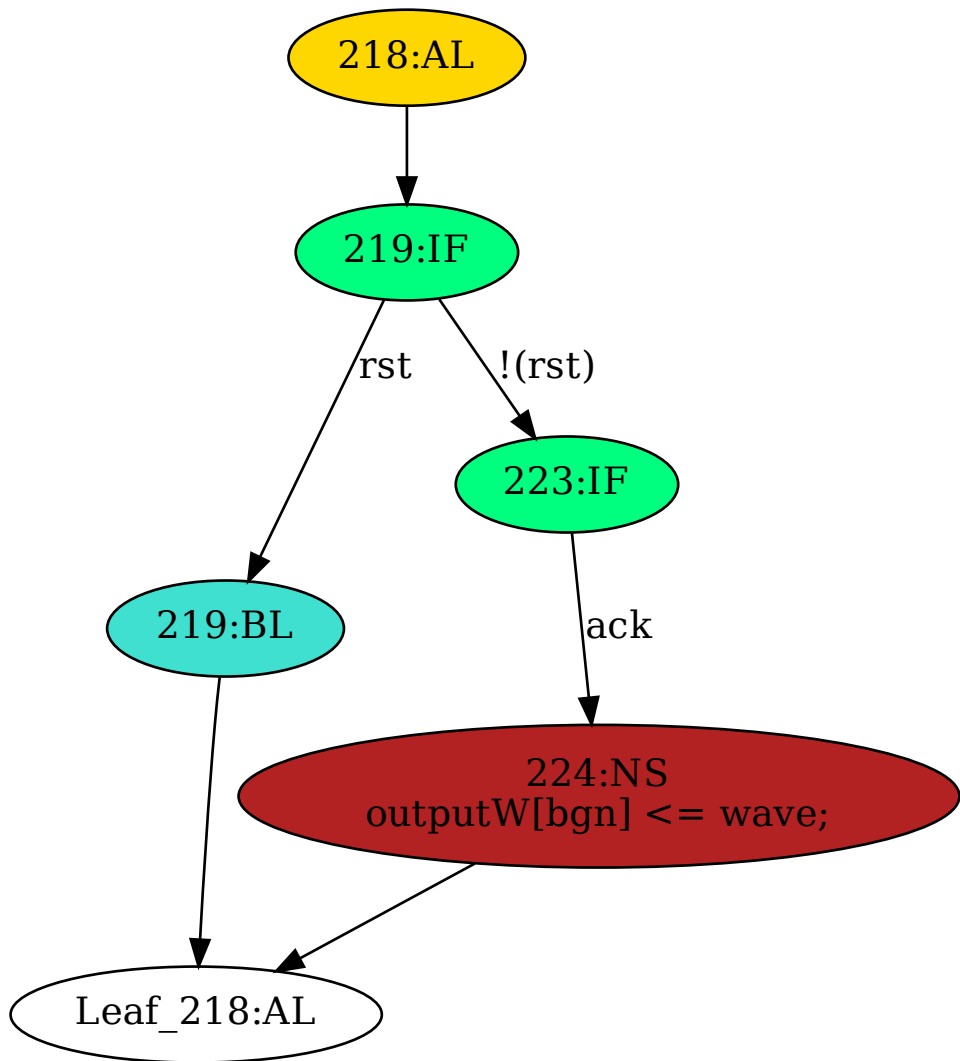 218:AL
219:IF
rst
!(rst)
223:IF
219:BL
ack
224:NS
outputW[bgn] <= wave;
Leaf_218:AL